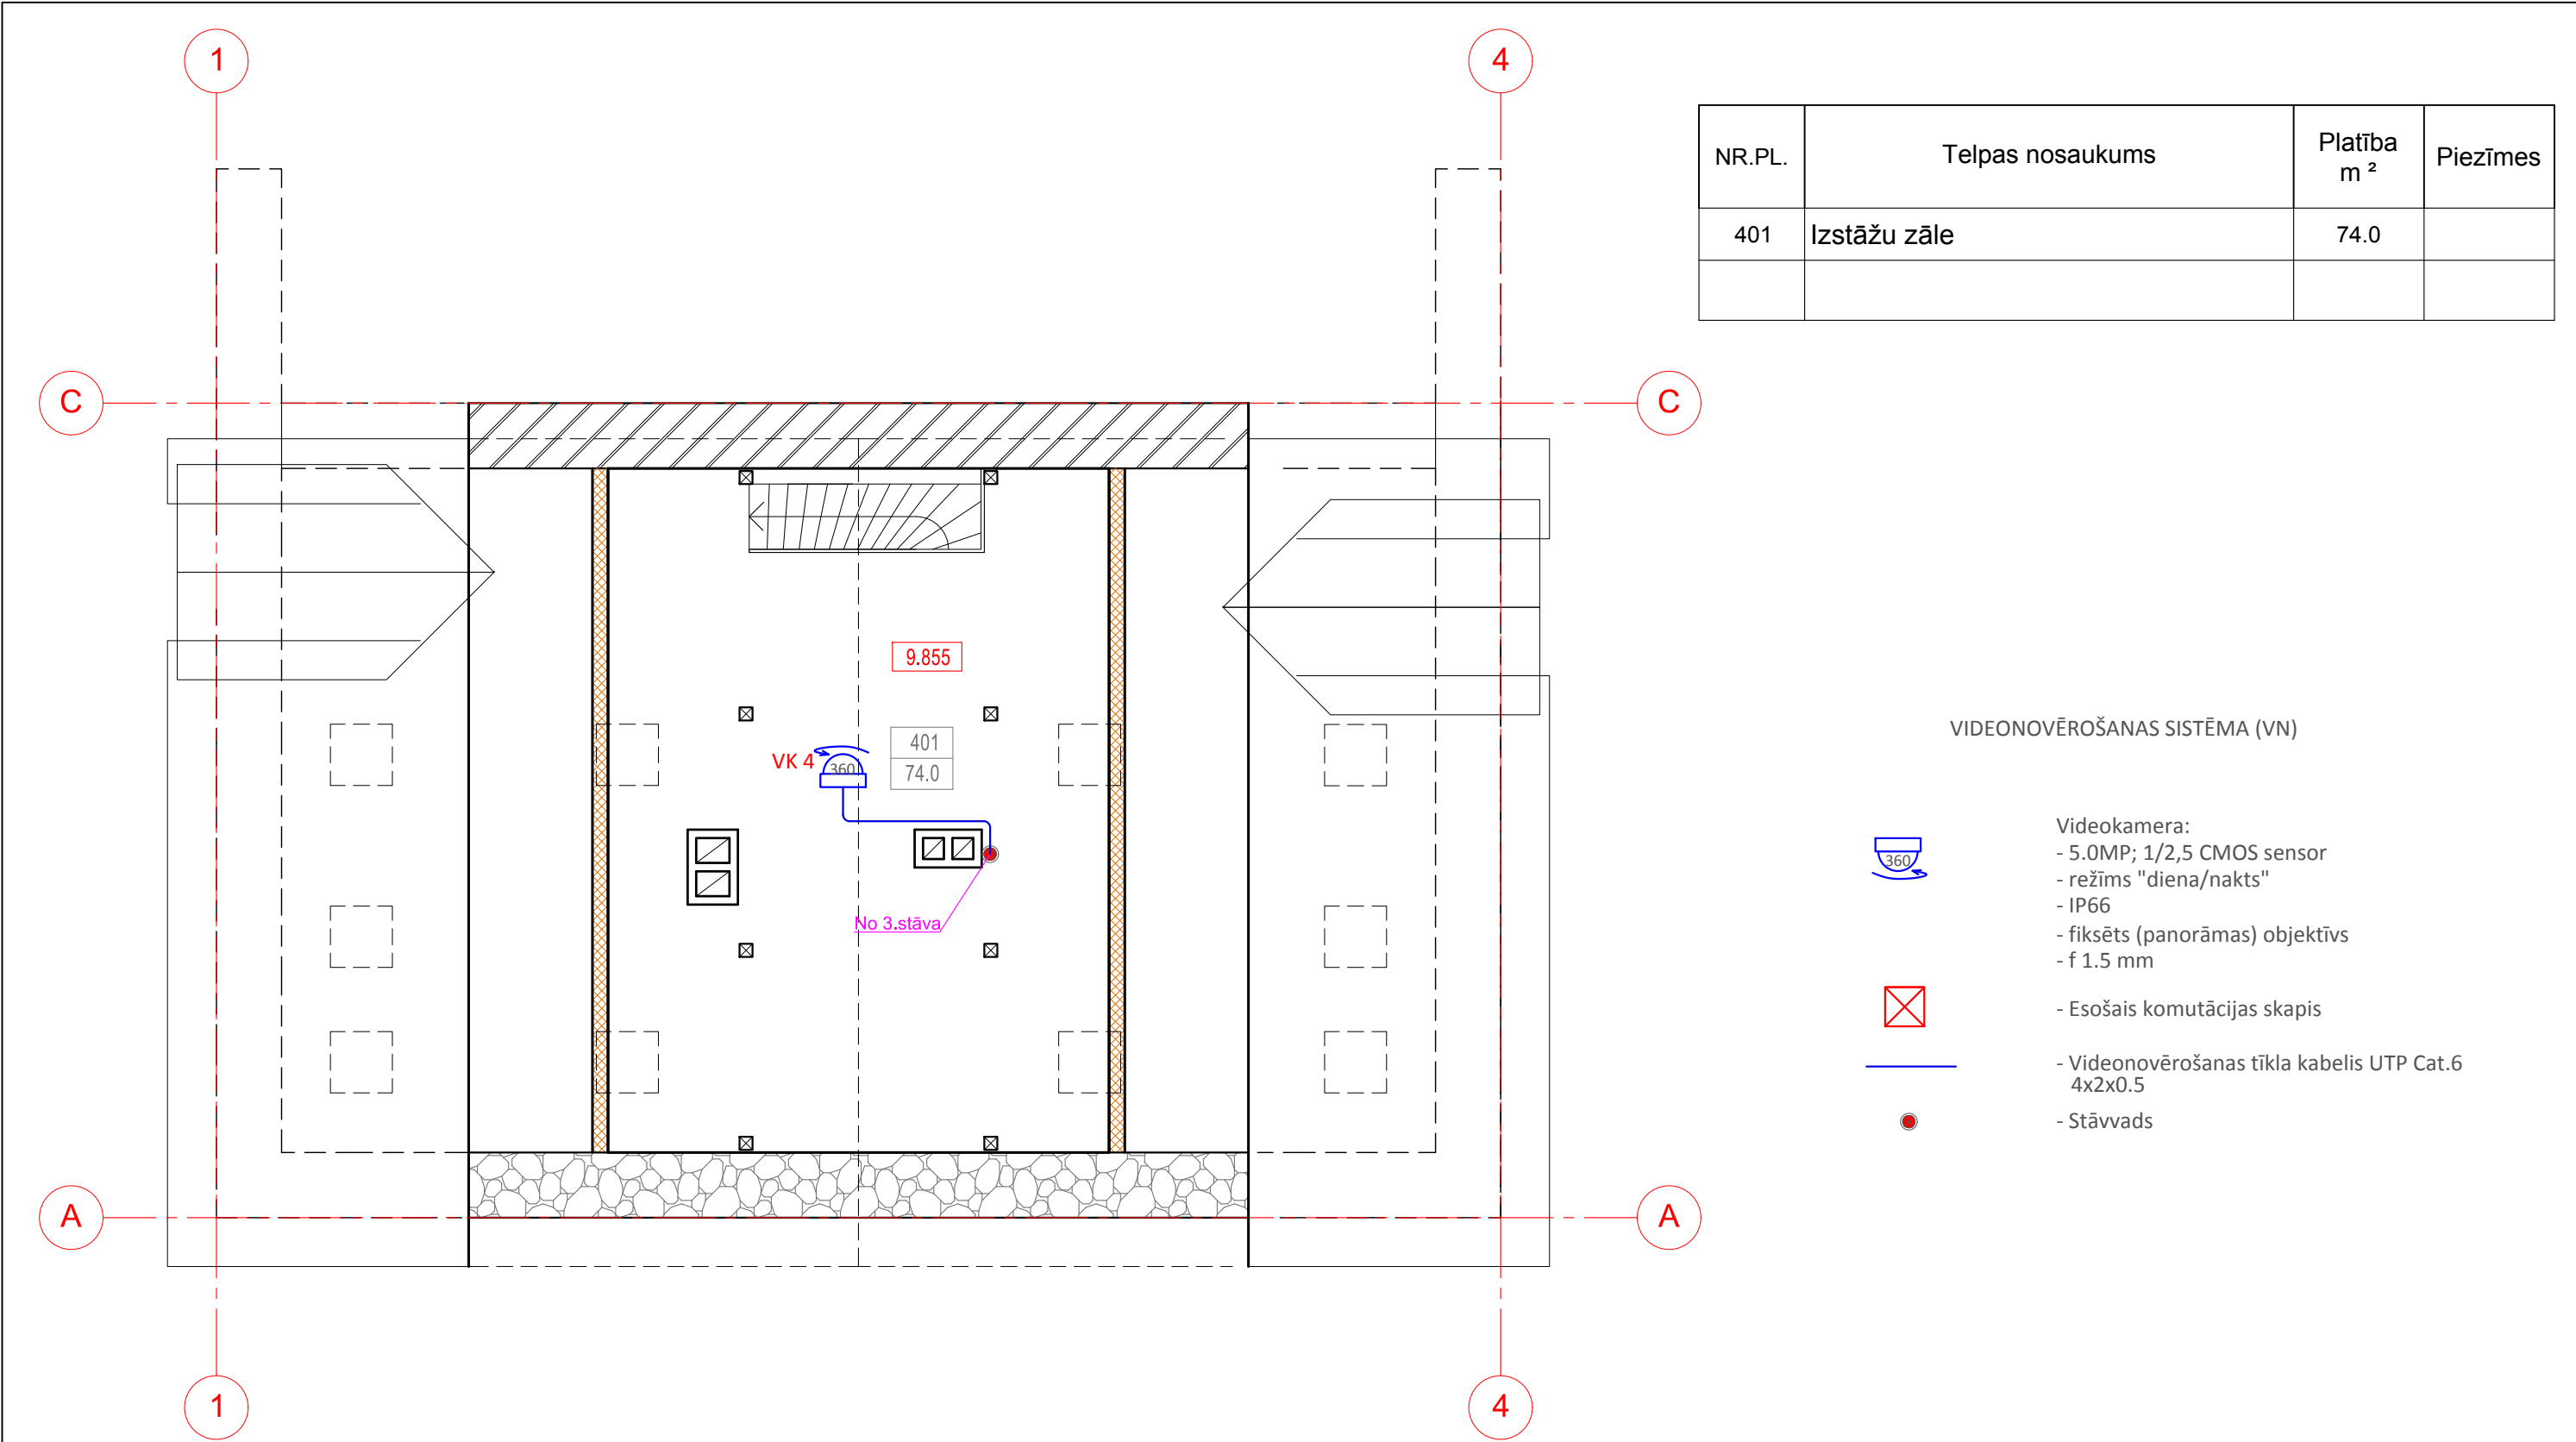 1
4
NR.PL.
Telpas nosaukums
Platība
m ²
Piezīmes
401
Izstāžu zāle
74.0
C
C
9.855
401
74.0
VK 4
360
No 3.stāva
VIDEONOVĒROŠANAS SISTĒMA (VN)
360
Videokamera:
- 5.0MP; 1/2,5 CMOS sensor
- režīms "diena/nakts"
- IP66
- fiksēts (panorāmas) objektīvs
- f 1.5 mm
- Esošais komutācijas skapis
- Videonovērošanas tīkla kabelis UTP Cat.6
4x2x0.5
- Stāvvads
A
A
1
4